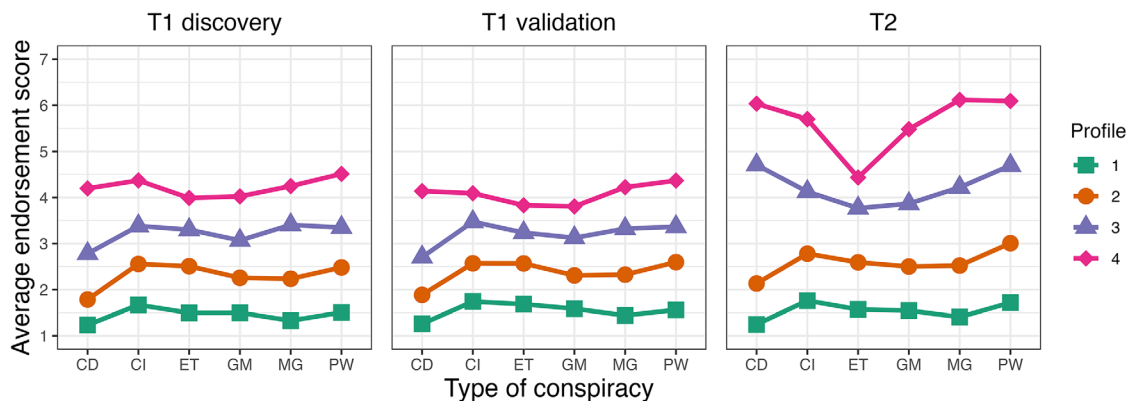 T1 discovery T1 validation T2
Average endorsement score
7
6
5
4
3
2
1
CD CI ET GM MG PW CD CI ET GM MG PW CD CI ET GM MG PW
Type of conspiracy
Profile
1
2
3
4